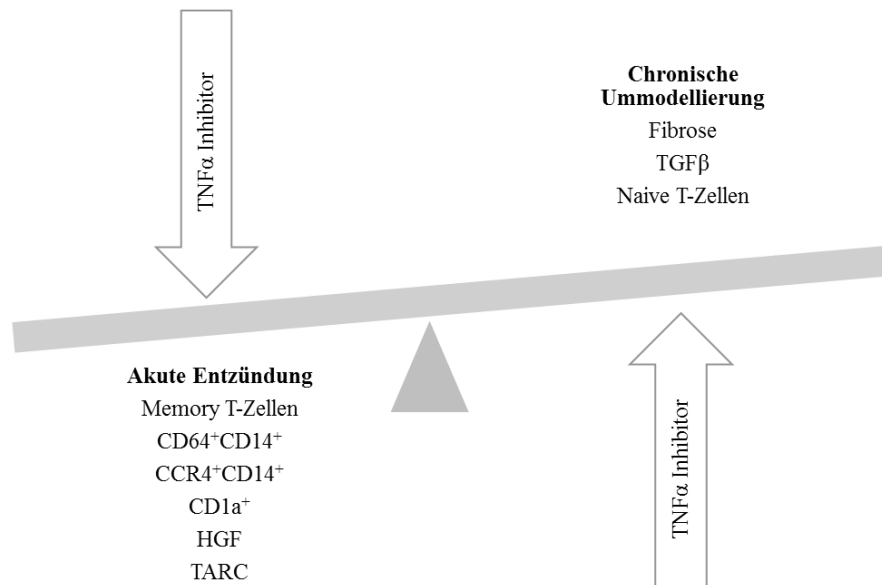 TNFα Inhibitor
Chronische
Ummodellierung
Fibrose
TGFβ
Naive T-Zellen
Akute Entzündung
Memory T-Zellen
CD64⁺CD14⁺
CCR4⁺CD14⁺
CD1a⁺
HGF
TARC
TNFα Inhibitor